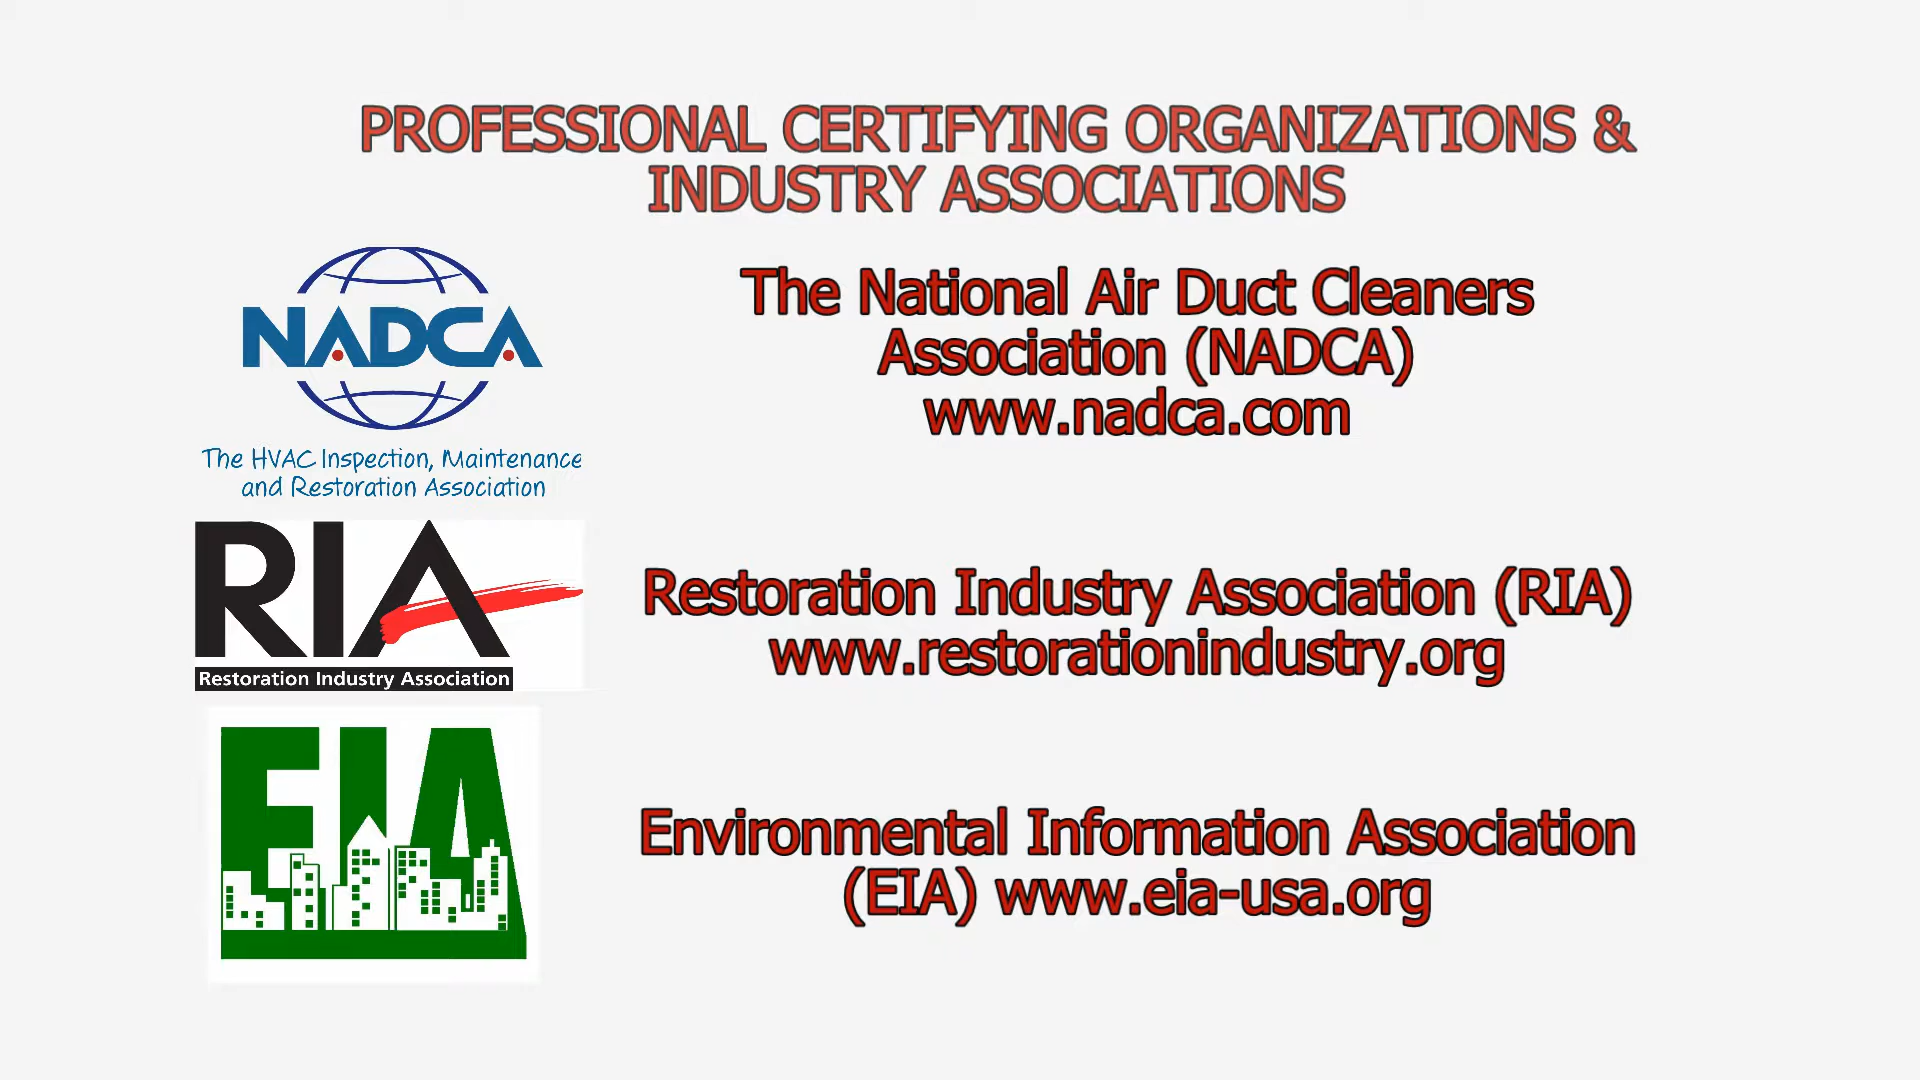 PROFESSIONAL CERTIFYING ORGANIZATIONS &
INDUSTRY ASSOCIATIONS
NADCA
The HVAC Inspection, Maintenance
and Restoration Association
The National Air Duct Cleaners
Association (NADCA)
www.nadca.com
RIA
Restoration Industry Association
Restoration Industry Association (RIA)
www.restorationindustry.org
EIA
Environmental Information Association
(EIA) www.eia-usa.org